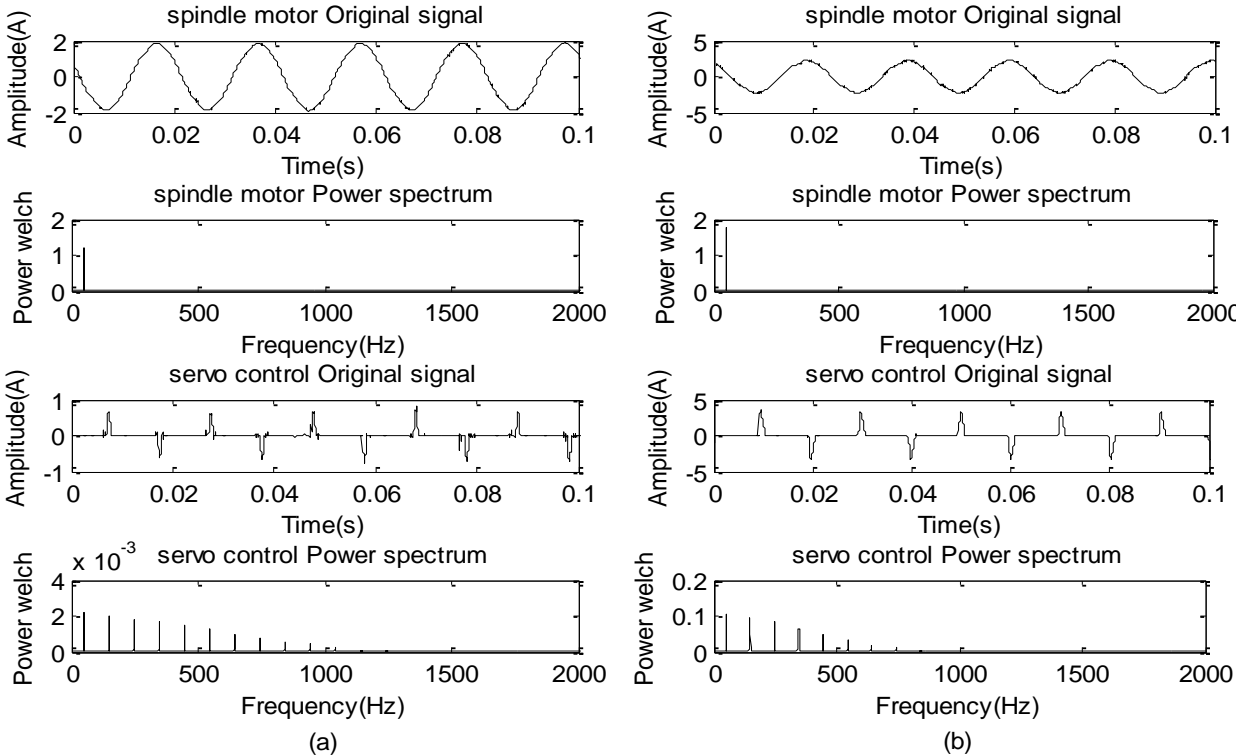 spindle motor Original signal
2
0
-2
Amplitude(A)
0 0.02 0.04 0.06 0.08 0.1
Time(s)
spindle motor Power spectrum
2
1
0
Power welch
0 500 1000 1500 2000
Frequency(Hz)
servo control Original signal
1
0
-1
Amplitude(A)
0 0.02 0.04 0.06 0.08 0.1
Time(s)
x 10-3
servo control Power spectrum
4
2
0
Power welch
0 500 1000 1500 2000
Frequency(Hz)
(a)
spindle motor Original signal
5
0
-5
Amplitude(A)
0 0.02 0.04 0.06 0.08 0.1
Time(s)
spindle motor Power spectrum
2
1
0
Power welch
0 500 1000 1500 2000
Frequency(Hz)
servo control Original signal
5
0
-5
Amplitude(A)
0 0.02 0.04 0.06 0.08 0.1
Time(s)
servo control Power spectrum
0.2
0.1
0
Power welch
0 500 1000 1500 2000
Frequency(Hz)
(b)